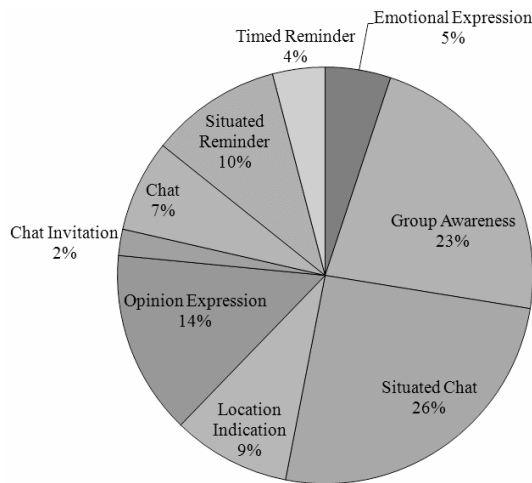 Emotional Expression
5%
Timed Reminder
4%
Situated
Reminder
10%
Chat
7%
Group Awareness
23%
Chat Invitation
2%
Opinion Expression
14%
Situated Chat
26%
Location
Indication
9%